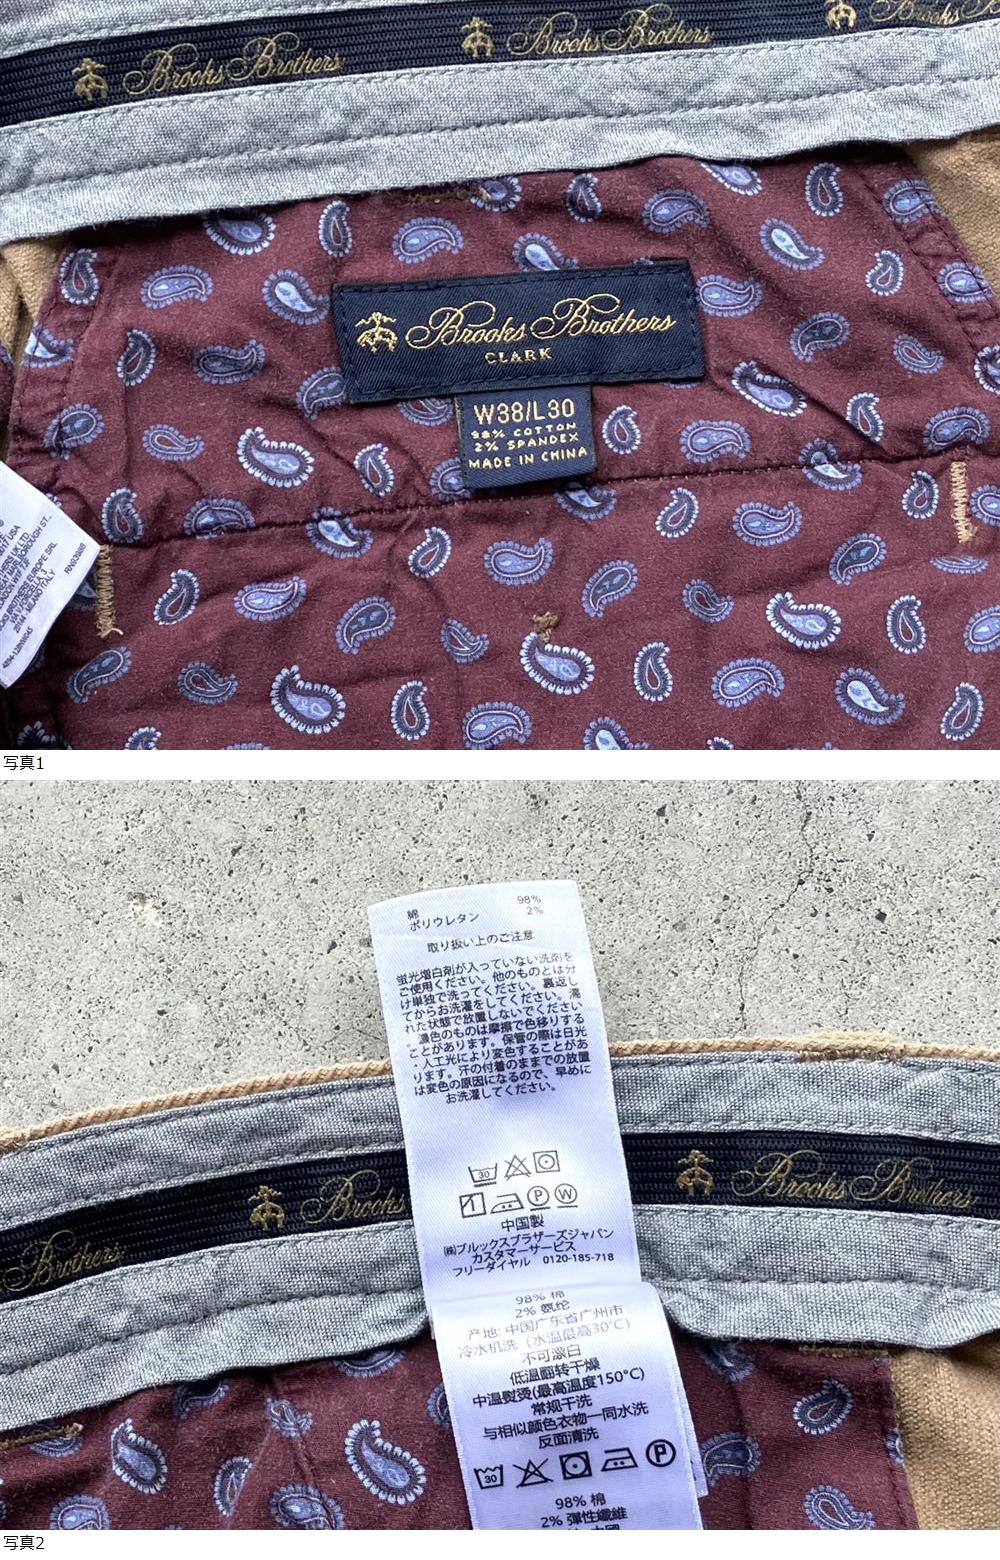 Brooks Brothers
Brooks Brothers
Brooks Brothers
Brooks Brothers
CLARK
W38/L30
98% COTTON
2% SPANDEX
MADE IN CHINA
写真1
綿 98%
ポリウレタン 2%
取り扱い上のご注意
蛍光増白剤が入っていない洗剤を
ご使用ください。他のものとは分
け単独で洗ってください。裏返し
てからお洗濯をしてください。濡
れた状態で放置しないでください
。濃色のものは摩擦で色移りする
ことがあります。保管の際は日光
・人工光により変色することがあ
ります。汗の付着のままでの放置
は変色の原因になるので、早めに
お洗濯してください。
30
P W
中国製
㈱ブルックスブラザーズジャパン
カスタマーサービス
フリーダイヤル 0120-185-718
Brooks
Brooks Brothers
Brothers
98% 棉
2% 氨纶
产地: 中国广东省广州市
冷水机洗 (水温最高30°C)
不可漂白
低温翻转干燥
中温熨烫(最高温度150°C)
常规干洗
与相似颜色衣物一同水洗
反面清洗
30 P
98% 棉
2% 彈性纖維
写真2